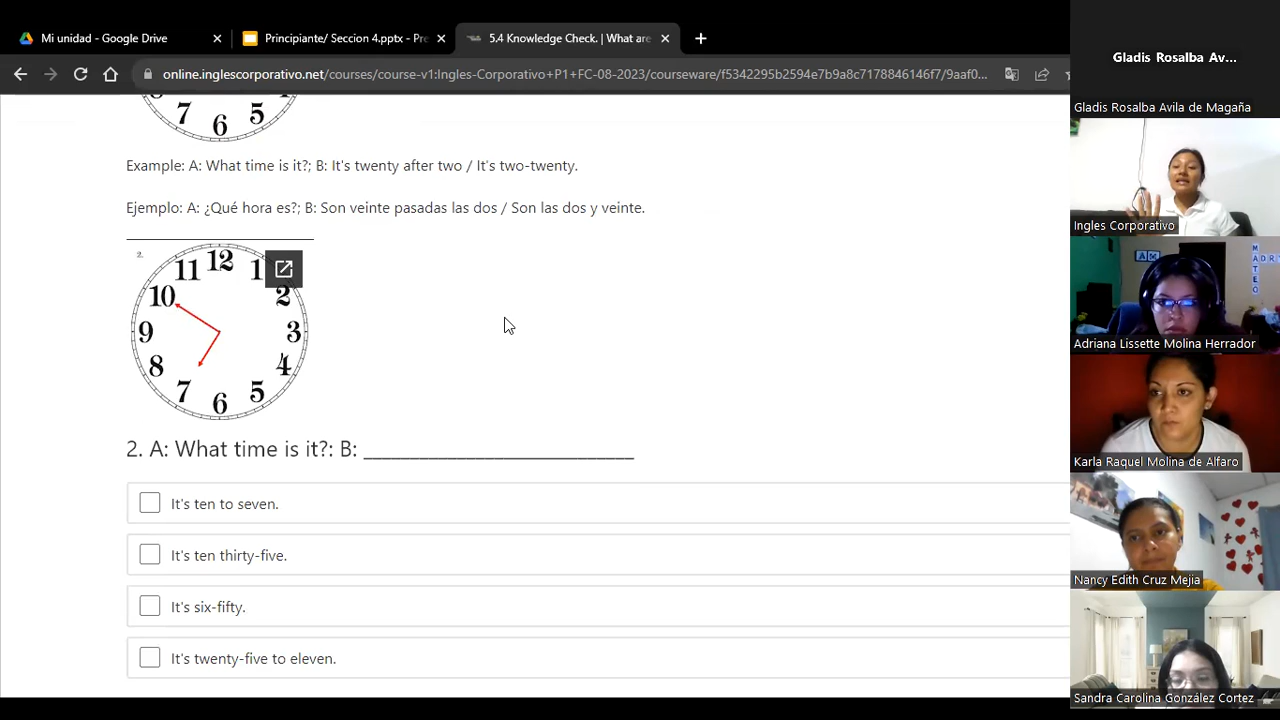 Mi unidad - Google Drive
Principiante/ Seccion 4.pptx - Pre
5.4 Knowledge Check. | What are
online.inglescorporativo.net/courses/course-v1:Ingles-Corporativo+P1+FC-08-2023/courseware/f5342295b2594e7b9a8c7178846146f7/9aaf0...
7 6 5
Example: A: What time is it?; B: It's twenty after two / It's two-twenty.
Ejemplo: A: ¿Qué hora es?; B: Son veinte pasadas las dos / Son las dos y veinte.
2.
12 1 2 3 4 5 6 7 8 9 10 11
2. A: What time is it?: B: ___________________________
It's ten to seven.
It's ten thirty-five.
It's six-fifty.
It's twenty-five to eleven.
Gladis Rosalba Av...
Gladis Rosalba Avila de Magaña
Ingles Corporativo
Adriana Lissette Molina Herrador
Karla Raquel Molina de Alfaro
Nancy Edith Cruz Mejia
Sandra Carolina González Cortez